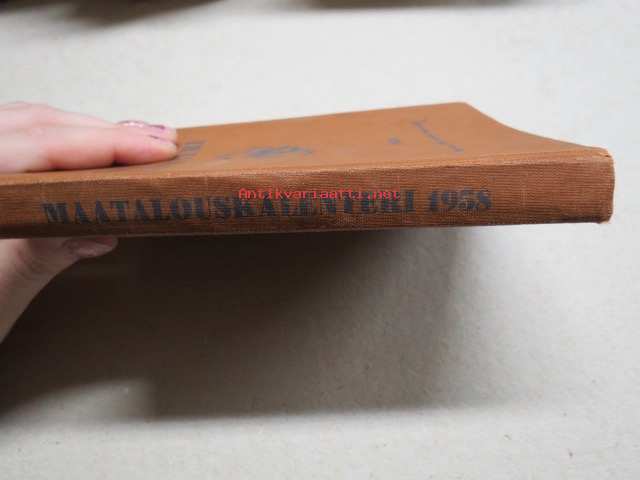 MAATALOUSKALENTERI 1958
Antikvariaatti.net